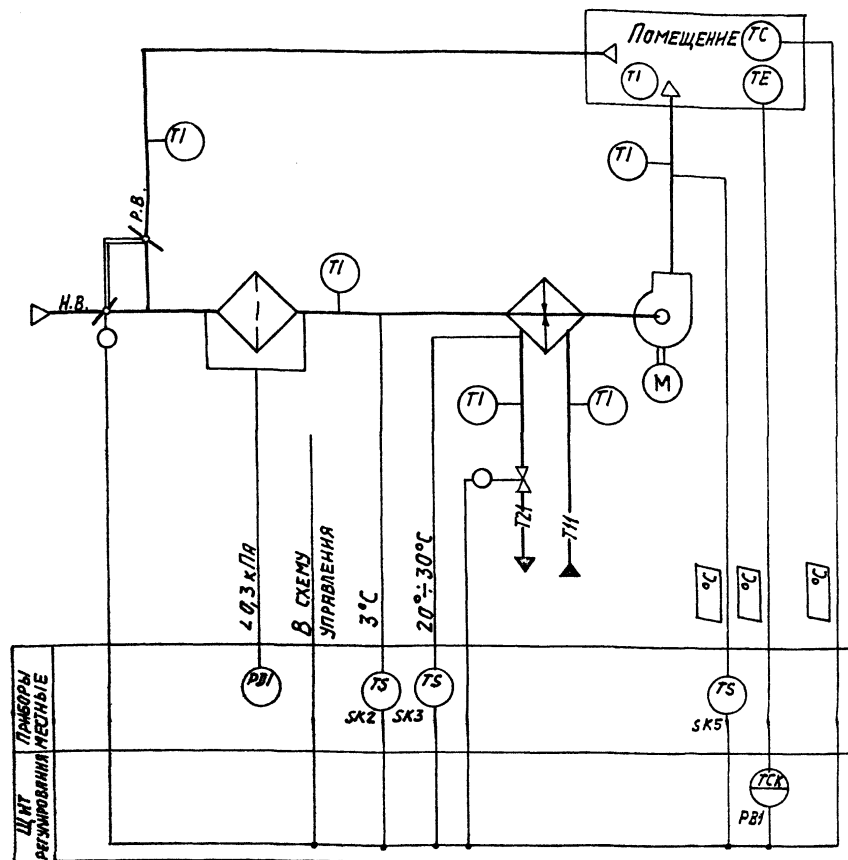 Помещение
TC
TI
TE
TI
TI
Р.В.
Н.В.
TI
M
TI
TI
T21
T11
< 0,3 кПа
В схему
управления
3°C
20°÷30°C
°C
°C
°C
Приборы
местные
PBI
TS
SK2
TS
SK3
TS
SK5
Щит
регулирования
TCK
PB1